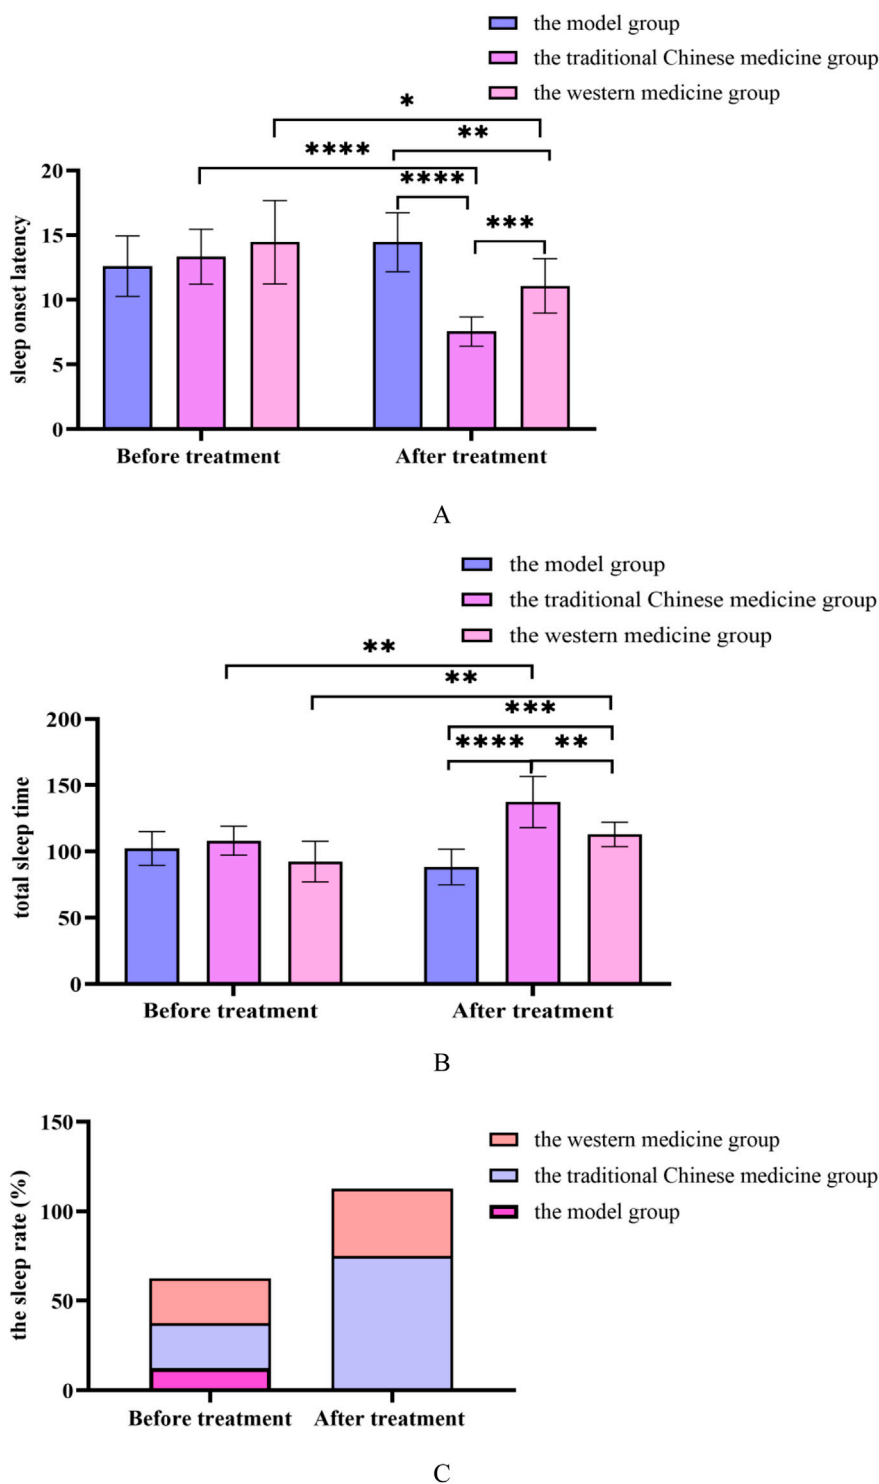 the model group
the traditional Chinese medicine group
the western medicine group
*
**
****
****
***
20
15
10
5
0
sleep onset latency
Before treatment
After treatment
A
the model group
the traditional Chinese medicine group
the western medicine group
**
**
***
****
**
200
150
100
50
0
total sleep time
Before treatment
After treatment
B
150
100
50
0
the sleep rate (%)
the western medicine group
the traditional Chinese medicine group
the model group
Before treatment
After treatment
C